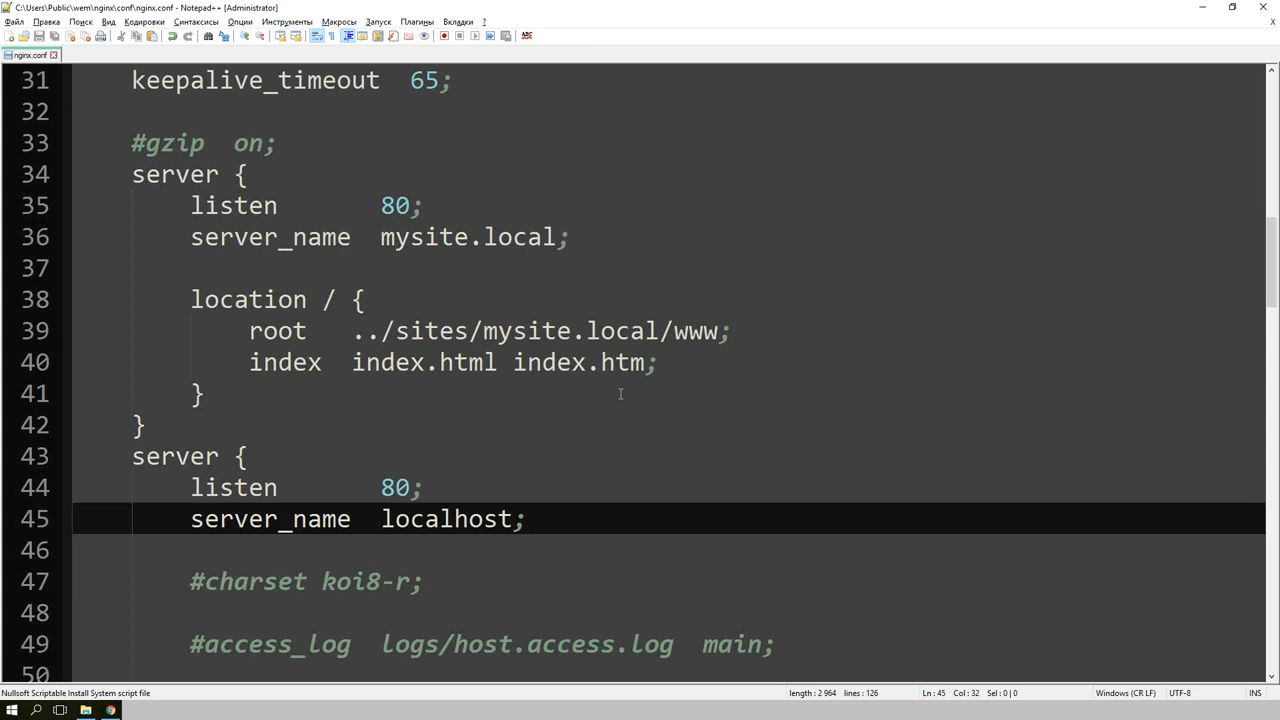 C:\Users\Public\wem\nginx\conf\nginx.conf - Notepad++ [Administrator]
Файл Правка Поиск Вид Кодировки Синтаксисы Опции Инструменты Макросы Запуск Плагины Вкладки ?
X
nginx.conf
31 keepalive_timeout  65;
32
33 #gzip  on;
34 server {
35 listen       80;
36 server_name  mysite.local;
37
38 location / {
39 root   ../sites/mysite.local/www;
40 index  index.html index.htm;
41 }
42 }
43 server {
44 listen       80;
45 server_name  localhost;
46
47 #charset koi8-r;
48
49 #access_log  logs/host.access.log  main;
50
Nullsoft Scriptable Install System script file length : 2 964 lines : 126 Ln : 45 Col : 32 Sel : 0 | 0 Windows (CR LF) UTF-8 INS